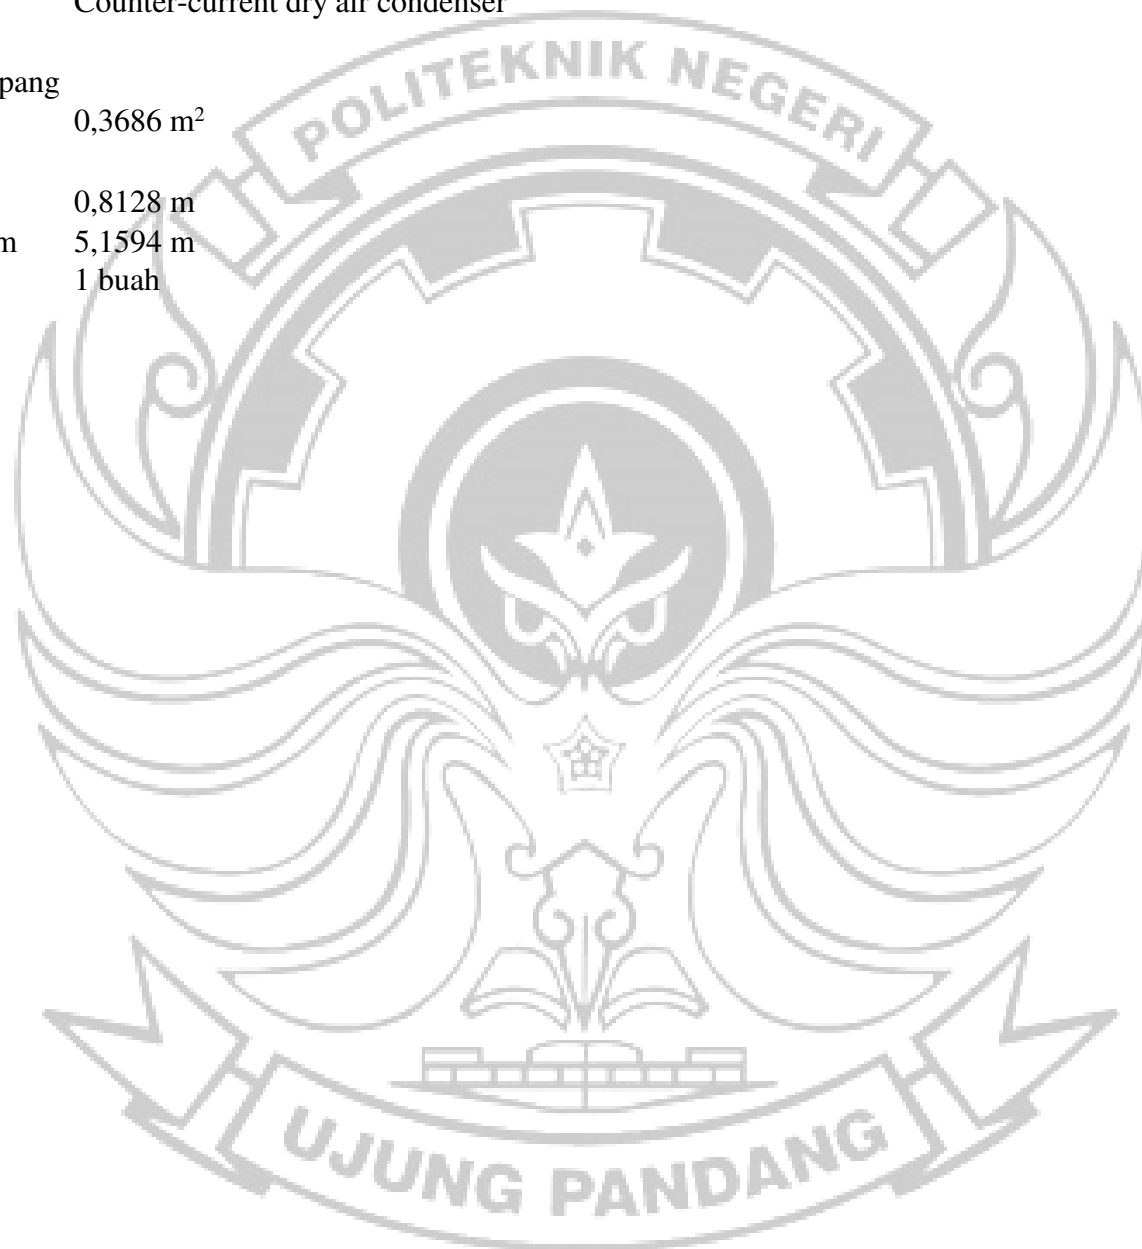 Counter-current dry air condenser
pang
0,3686 m²
0,8128 m
m 5,1594 m
1 buah
POLITEKNIK NEGERI
UJUNG PANDANG